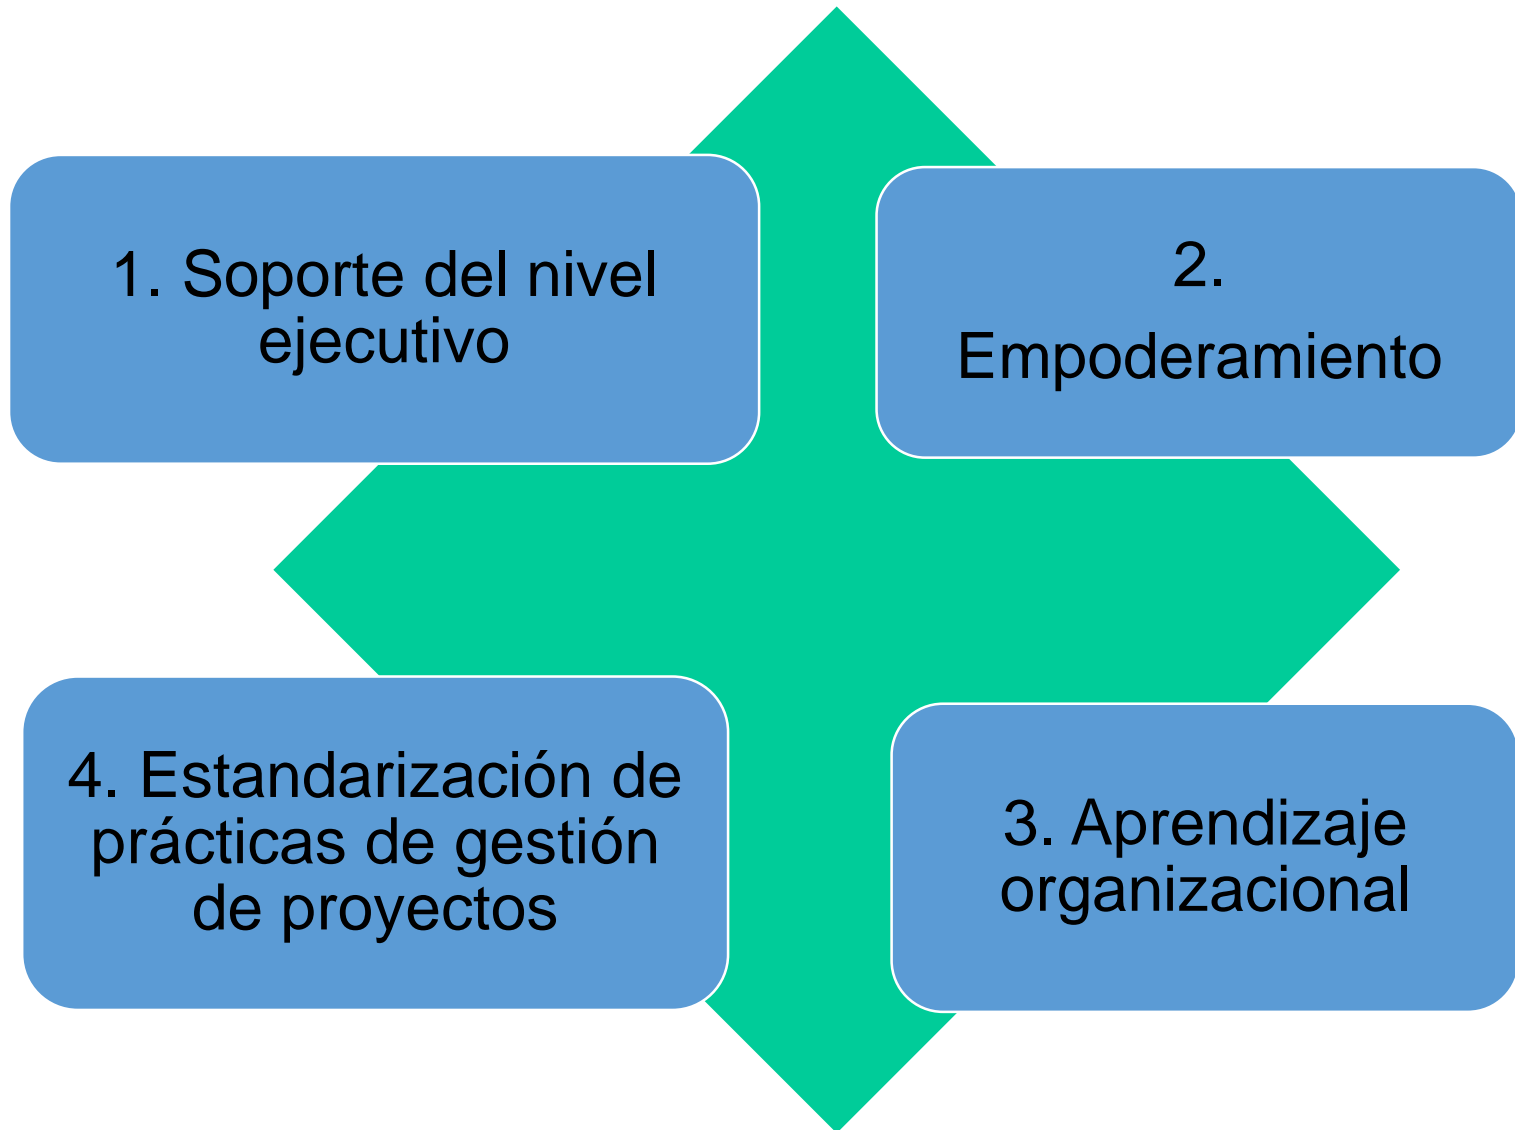 1. Soporte del nivel
ejecutivo
2.
Empoderamiento
4. Estandarización de
prácticas de gestión
de proyectos
3. Aprendizaje
organizacional